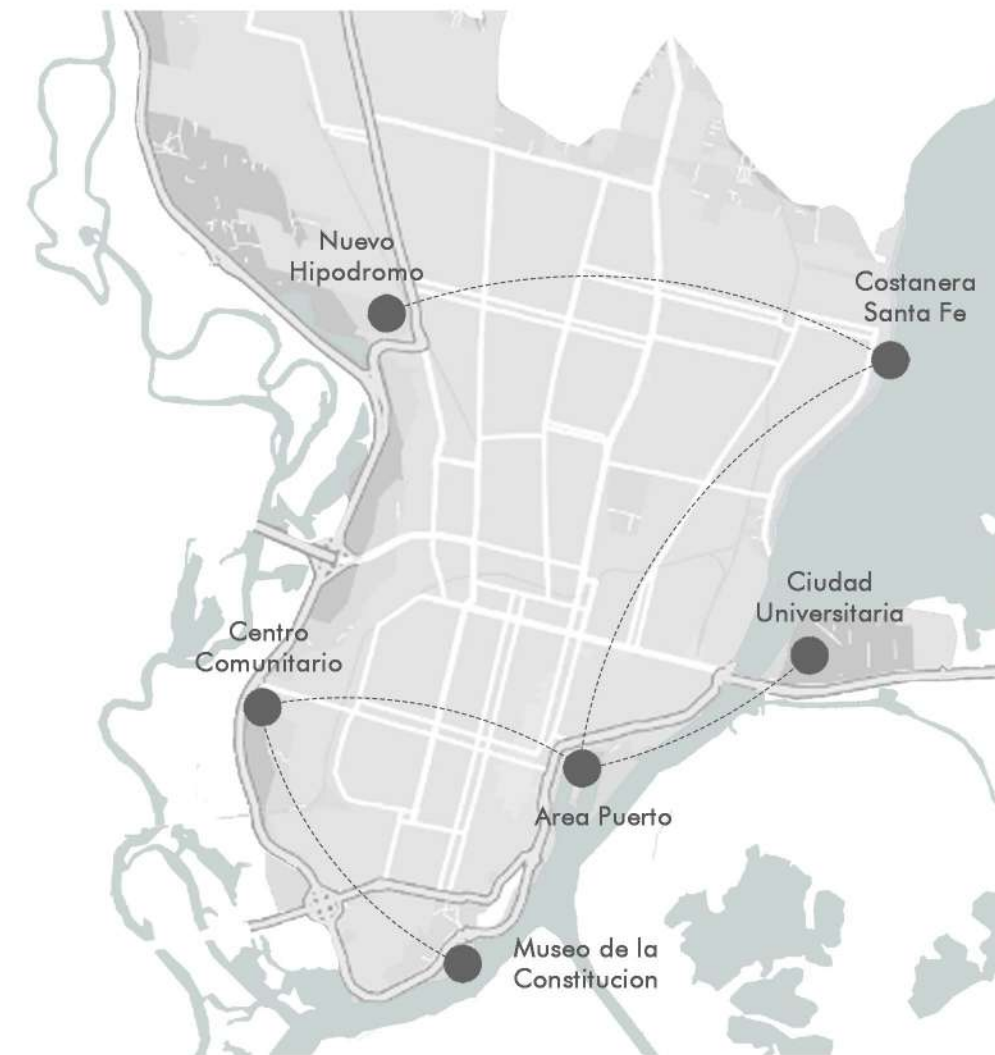 Nuevo
Hipodromo
Costanera
Santa Fe
Ciudad
Universitaria
Centro
Comunitario
Area Puerto
Museo de la
Constitucion